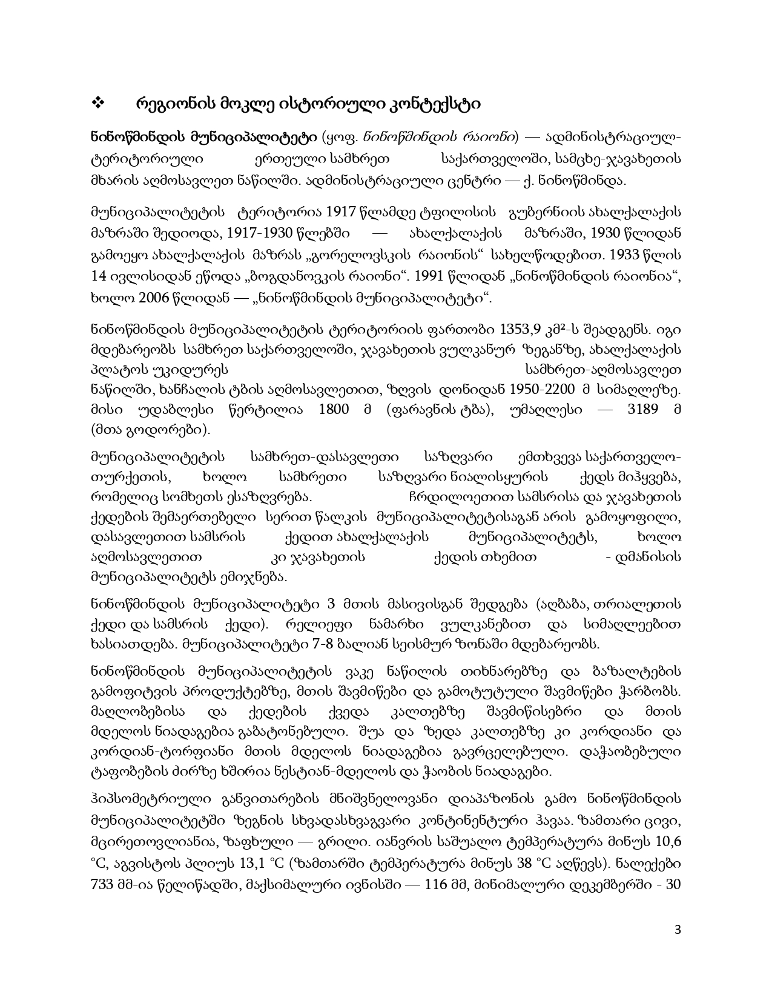 ❖ რეგიონის მოკლე ისტორიული კონტექსტი
ნინოწმინდის მუნიციპალიტეტი (ყოფ. ნინოწმინდის რაიონი) — ადმინისტრაციულ-
ტერიტორიული ერთეული სამხრეთ საქართველოში, სამცხე-ჯავახეთის
მხარის აღმოსავლეთ ნაწილში. ადმინისტრაციული ცენტრი — ქ. ნინოწმინდა.
მუნიციპალიტეტის ტერიტორია 1917 წლამდე ტფილისის გუბერნიის ახალქალაქის
მაზრაში შედიოდა, 1917-1930 წლებში — ახალქალაქის მაზრაში, 1930 წლიდან
გამოეყო ახალქალაქის მაზრას „გორელოვსკის რაიონის“ სახელწოდებით. 1933 წლის
14 ივლისიდან ეწოდა „ბოგდანოვკის რაიონი“. 1991 წლიდან „ნინოწმინდის რაიონია“,
ხოლო 2006 წლიდან — „ნინოწმინდის მუნიციპალიტეტი“.
ნინოწმინდის მუნიციპალიტეტის ტერიტორიის ფართობი 1353,9 კმ²-ს შეადგენს. იგი
მდებარეობს სამხრეთ საქართველოში, ჯავახეთის ვულკანურ ზეგანზე, ახალქალაქის
პლატოს უკიდურეს სამხრეთ-აღმოსავლეთ
ნაწილში, ხანჩალის ტბის აღმოსავლეთით, ზღვის დონიდან 1950-2200 მ სიმაღლეზე.
მისი უდაბლესი წერტილია 1800 მ (ფარავნის ტბა), უმაღლესი — 3189 მ
(მთა გოდორები).
მუნიციპალიტეტის სამხრეთ-დასავლეთი საზღვარი ემთხვევა საქართველო-
თურქეთის, ხოლო სამხრეთი საზღვარი ნიალისყურის ქედს მიჰყვება,
რომელიც სომხეთს ესაზღვრება. ჩრდილოეთით სამსრისა და ჯავახეთის
ქედების შემაერთებელი სერით წალკის მუნიციპალიტეტისაგან არის გამოყოფილი,
დასავლეთით სამსრის ქედით ახალქალაქის მუნიციპალიტეტს, ხოლო
აღმოსავლეთით კი ჯავახეთის ქედის თხემით - დმანისის
მუნიციპალიტეტს ემიჯნება.
ნინოწმინდის მუნიციპალიტეტი 3 მთის მასივისგან შედგება (აღბაბა, თრიალეთის
ქედი და სამსრის ქედი). რელიეფი ნამარხი ვულკანებით და სიმაღლეებით
ხასიათდება. მუნიციპალიტეტი 7-8 ბალიან სეისმურ ზონაში მდებარეობს.
ნინოწმინდის მუნიციპალიტეტის ვაკე ნაწილის თიხნარებზე და ბაზალტების
გამოფიტვის პროდუქტებზე, მთის შავმიწები და გამოტუტული შავმიწები ჭარბობს.
მაღლობებისა და ქედების ქვედა კალთებზე შავმიწისებრი და მთის
მდელოს ნიადაგებია გაბატონებული. შუა და ზედა კალთებზე კი კორდიანი და
კორდიან-ტორფიანი მთის მდელოს ნიადაგებია გავრცელებული. დაჭაობებული
ტაფობების ძირზე ხშირია ნესტიან-მდელოს და ჭაობის ნიადაგები.
ჰიპსომეტრიული განვითარების მნიშვნელოვანი დიაპაზონის გამო ნინოწმინდის
მუნიციპალიტეტში ზეგნის სხვადასხვაგვარი კონტინენტური ჰავაა. ზამთარი ცივი,
მცირეთოვლიანია, ზაფხული — გრილი. იანვრის საშუალო ტემპერატურა მინუს 10,6
°C, აგვისტოს პლიუს 13,1 °C (ზამთარში ტემპერატურა მინუს 38 °C აღწევს). ნალექები
733 მმ-ია წელიწადში, მაქსიმალური ივნისში — 116 მმ, მინიმალური დეკემბერში - 30
3